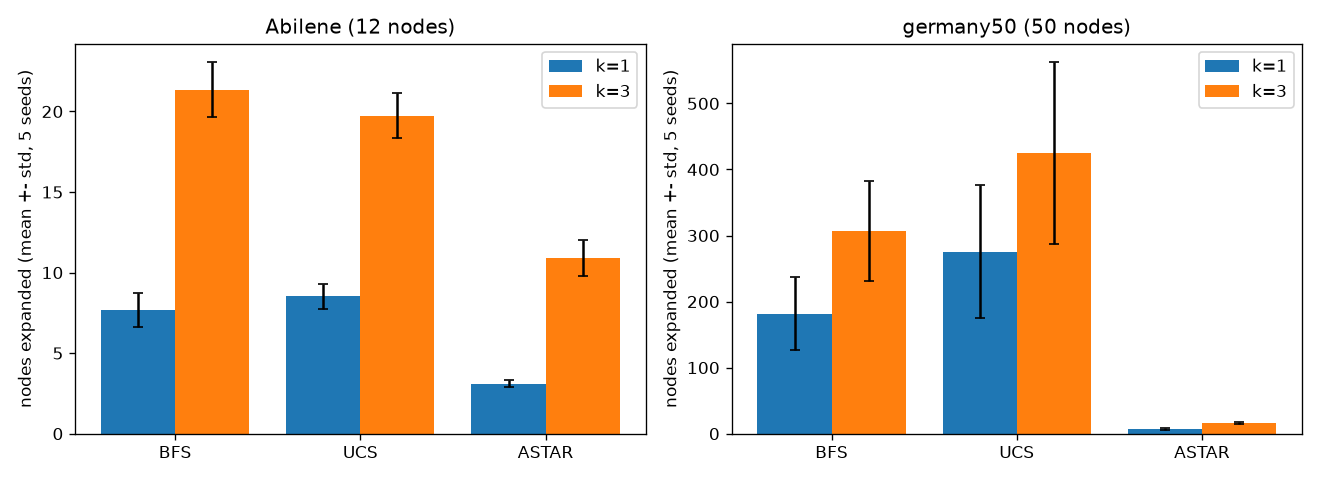 Abilene (12 nodes)
nodes expanded (mean +- std, 5 seeds)
20
15
10
5
0
BFS
UCS
ASTAR
k=1
k=3
germany50 (50 nodes)
nodes expanded (mean +- std, 5 seeds)
500
400
300
200
100
0
BFS
UCS
ASTAR
k=1
k=3